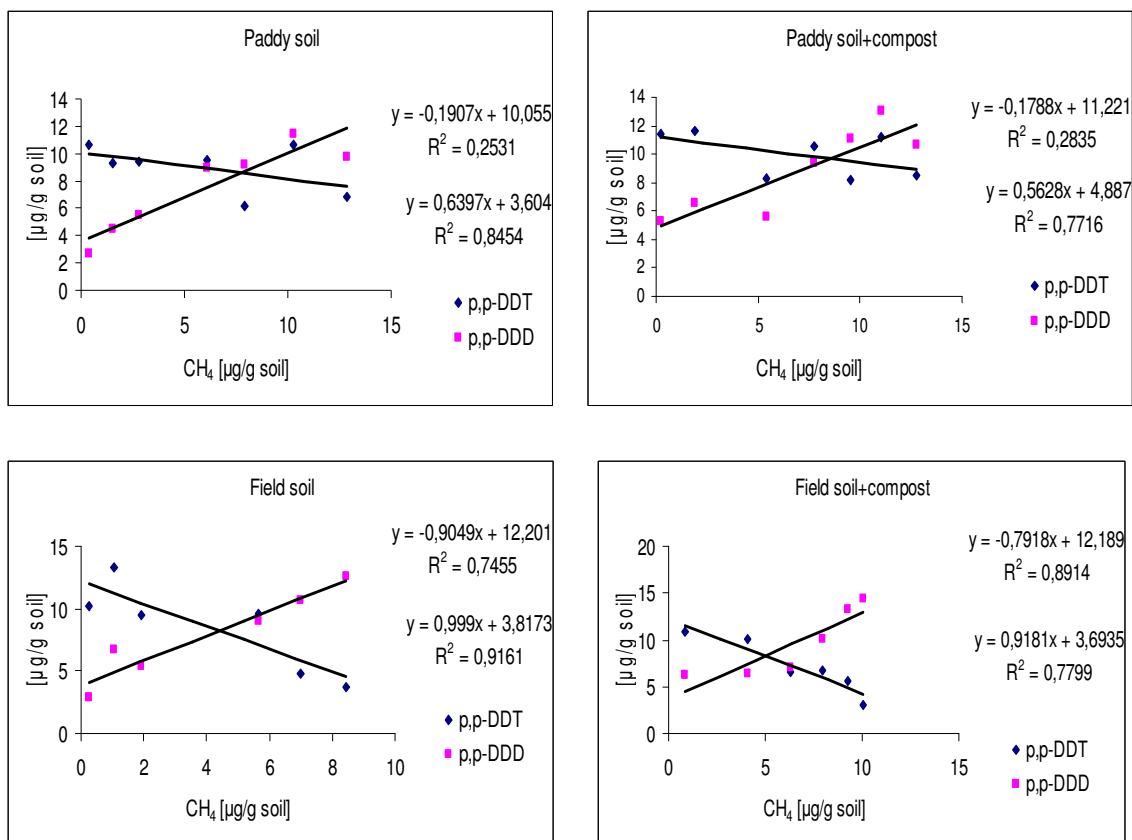 Paddy soil
[µg/g soil]
14
12
10
8
6
4
2
0
0 5 10 15
CH₄ [µg/g soil]
y = -0,1907x + 10,055
R² = 0,2531
y = 0,6397x + 3,604
R² = 0,8454
p,p-DDT
p,p-DDD
Paddy soil+compost
[µg/g soil]
14
12
10
8
6
4
2
0
0 5 10 15
CH₄ [µg/g soil]
y = -0,1788x + 11,221
R² = 0,2835
y = 0,5628x + 4,887
R² = 0,7716
p,p-DDT
p,p-DDD
Field soil
[µg/g soil]
15
10
5
0
0 2 4 6 8 10
CH₄ [µg/g soil]
y = -0,9049x + 12,201
R² = 0,7455
y = 0,999x + 3,8173
R² = 0,9161
p,p-DDT
p,p-DDD
Field soil+compost
[µg/g soil]
20
15
10
5
0
0 5 10 15
CH₄ [µg/g soil]
y = -0,7918x + 12,189
R² = 0,8914
y = 0,9181x + 3,6935
R² = 0,7799
p,p-DDT
p,p-DDD